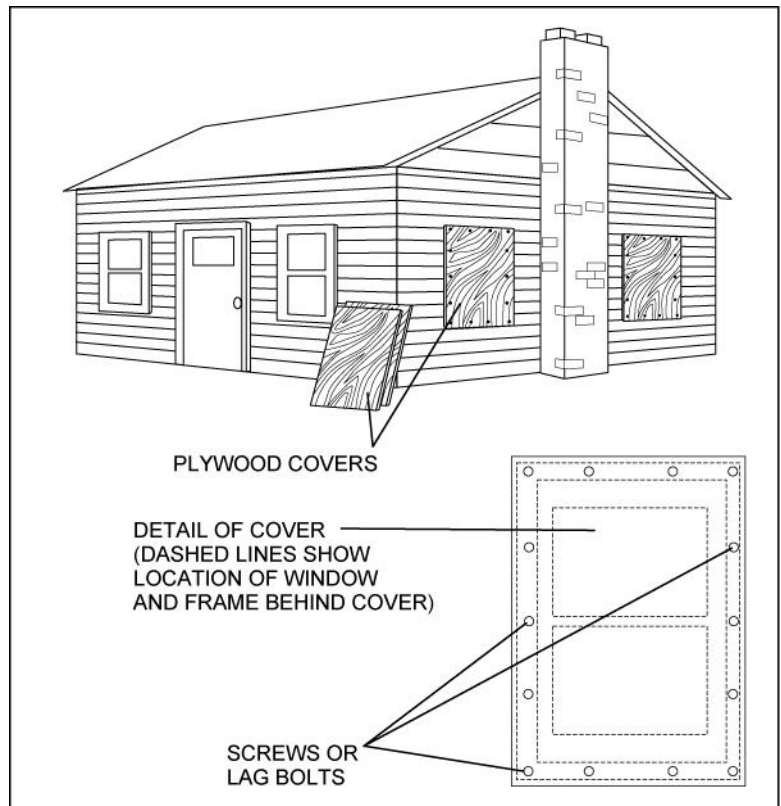 PLYWOOD COVERS
DETAIL OF COVER
(DASHED LINES SHOW
LOCATION OF WINDOW
AND FRAME BEHIND COVER)
SCREWS OR
LAG BOLTS